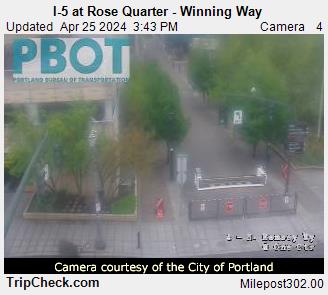 I-5 at Rose Quarter - Winning Way
Updated Apr 25 2024 3:43 PM Camera 4
PBOT
PORTLAND BUREAU OF TRANSPORTATION
Camera courtesy of the City of Portland
TripCheck.com Milepost302.00